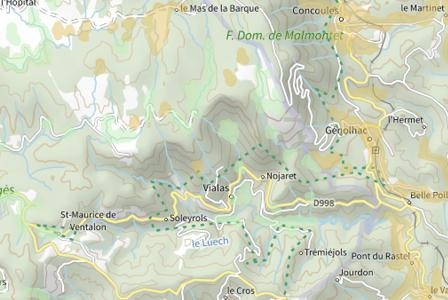 l'Hôpital
le Mas de la Barque
Concoules
le Martinet
F. Dom. de Malmontet
l'Hermet
Génolhac
Nojaret
Vialas
D998
Belle Poi
St-Maurice de
Ventalon
Soleyrols
le Luech
Tremiéjols
Pont du Rastel
Jourdon
le Cros